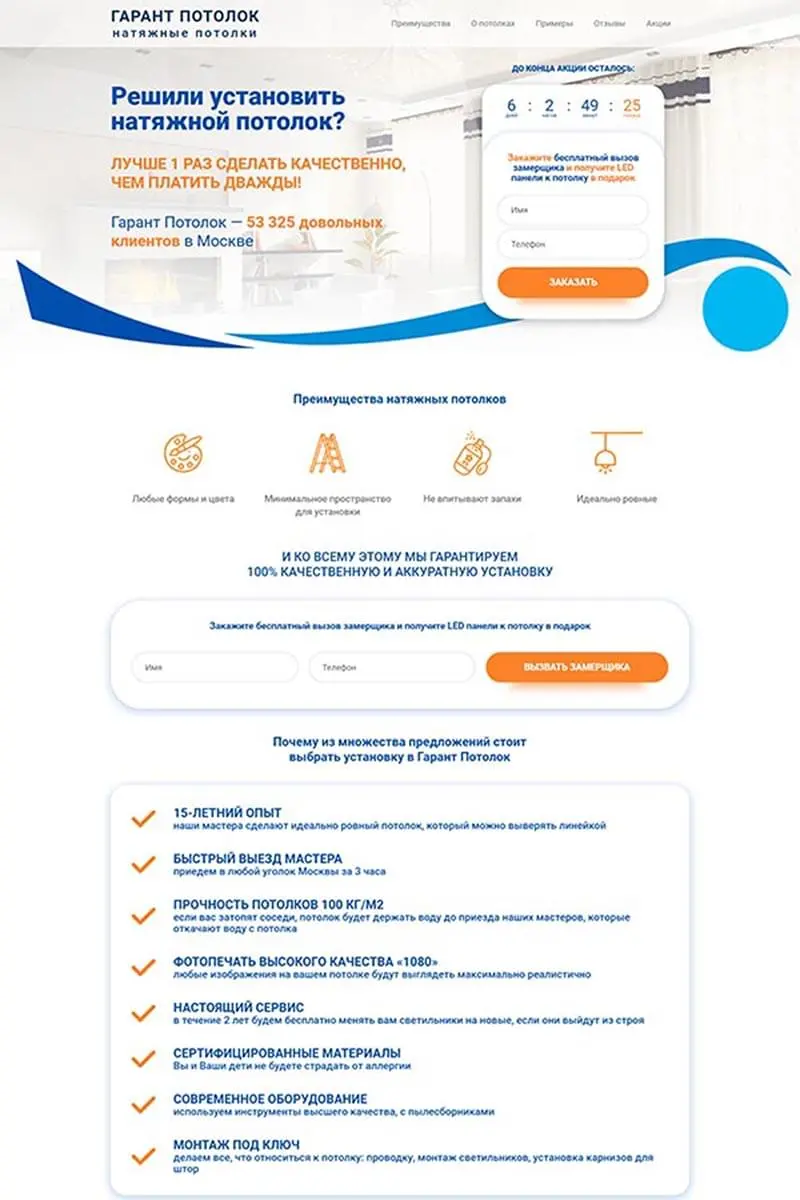 ГАРАНТ ПОТОЛОК
натяжные потолки
Преимущества О потолках Примеры Отзывы Акции
ДО КОНЦА АКЦИИ ОСТАЛОСЬ:
6 : 2 : 49 : 25
дней часов минут
Решили установить
натяжной потолок?
ЛУЧШЕ 1 РАЗ СДЕЛАТЬ КАЧЕСТВЕННО,
ЧЕМ ПЛАТИТЬ ДВАЖДЫ!
Гарант Потолок — 53 325 довольных
клиентов в Москве
Закажите бесплатный вызов
замерщика и получите LED
панели к потолку в подарок
Имя
Телефон
ЗАКАЗАТЬ
Преимущества натяжных потолков
Любые формы и цвета
Минимальное пространство
для установки
Не впитывают запахи
Идеально ровные
И КО ВСЕМУ ЭТОМУ МЫ ГАРАНТИРУЕМ
100% КАЧЕСТВЕННУЮ И АККУРАТНУЮ УСТАНОВКУ
Закажите бесплатный вызов замерщика и получите LED панели к потолку в подарок
Имя Телефон ВЫЗВАТЬ ЗАМЕРЩИКА
Почему из множества предложений стоит
выбрать установку в Гарант Потолок
15-ЛЕТНИЙ ОПЫТ
наши мастера сделают идеально ровный потолок, который можно выверять линейкой
БЫСТРЫЙ ВЫЕЗД МАСТЕРА
приедем в любой уголок Москвы за 3 часа
ПРОЧНОСТЬ ПОТОЛКОВ 100 КГ/М2
если вас затопят соседи, потолок будет держать воду до приезда наших мастеров, которые
откачают воду с потолка
ФОТОПЕЧАТЬ ВЫСОКОГО КАЧЕСТВА «1080»
любые изображения на вашем потолке будут выглядеть максимально реалистично
НАСТОЯЩИЙ СЕРВИС
в течение 2 лет будем бесплатно менять вам светильники на новые, если они выйдут из строя
СЕРТИФИЦИРОВАННЫЕ МАТЕРИАЛЫ
Вы и Ваши дети не будете страдать от аллергии
СОВРЕМЕННОЕ ОБОРУДОВАНИЕ
используем инструменты высшего качества, с пылесборниками
МОНТАЖ ПОД КЛЮЧ
делаем все, что относиться к потолку: проводку, монтаж светильников, установка карнизов для
штор